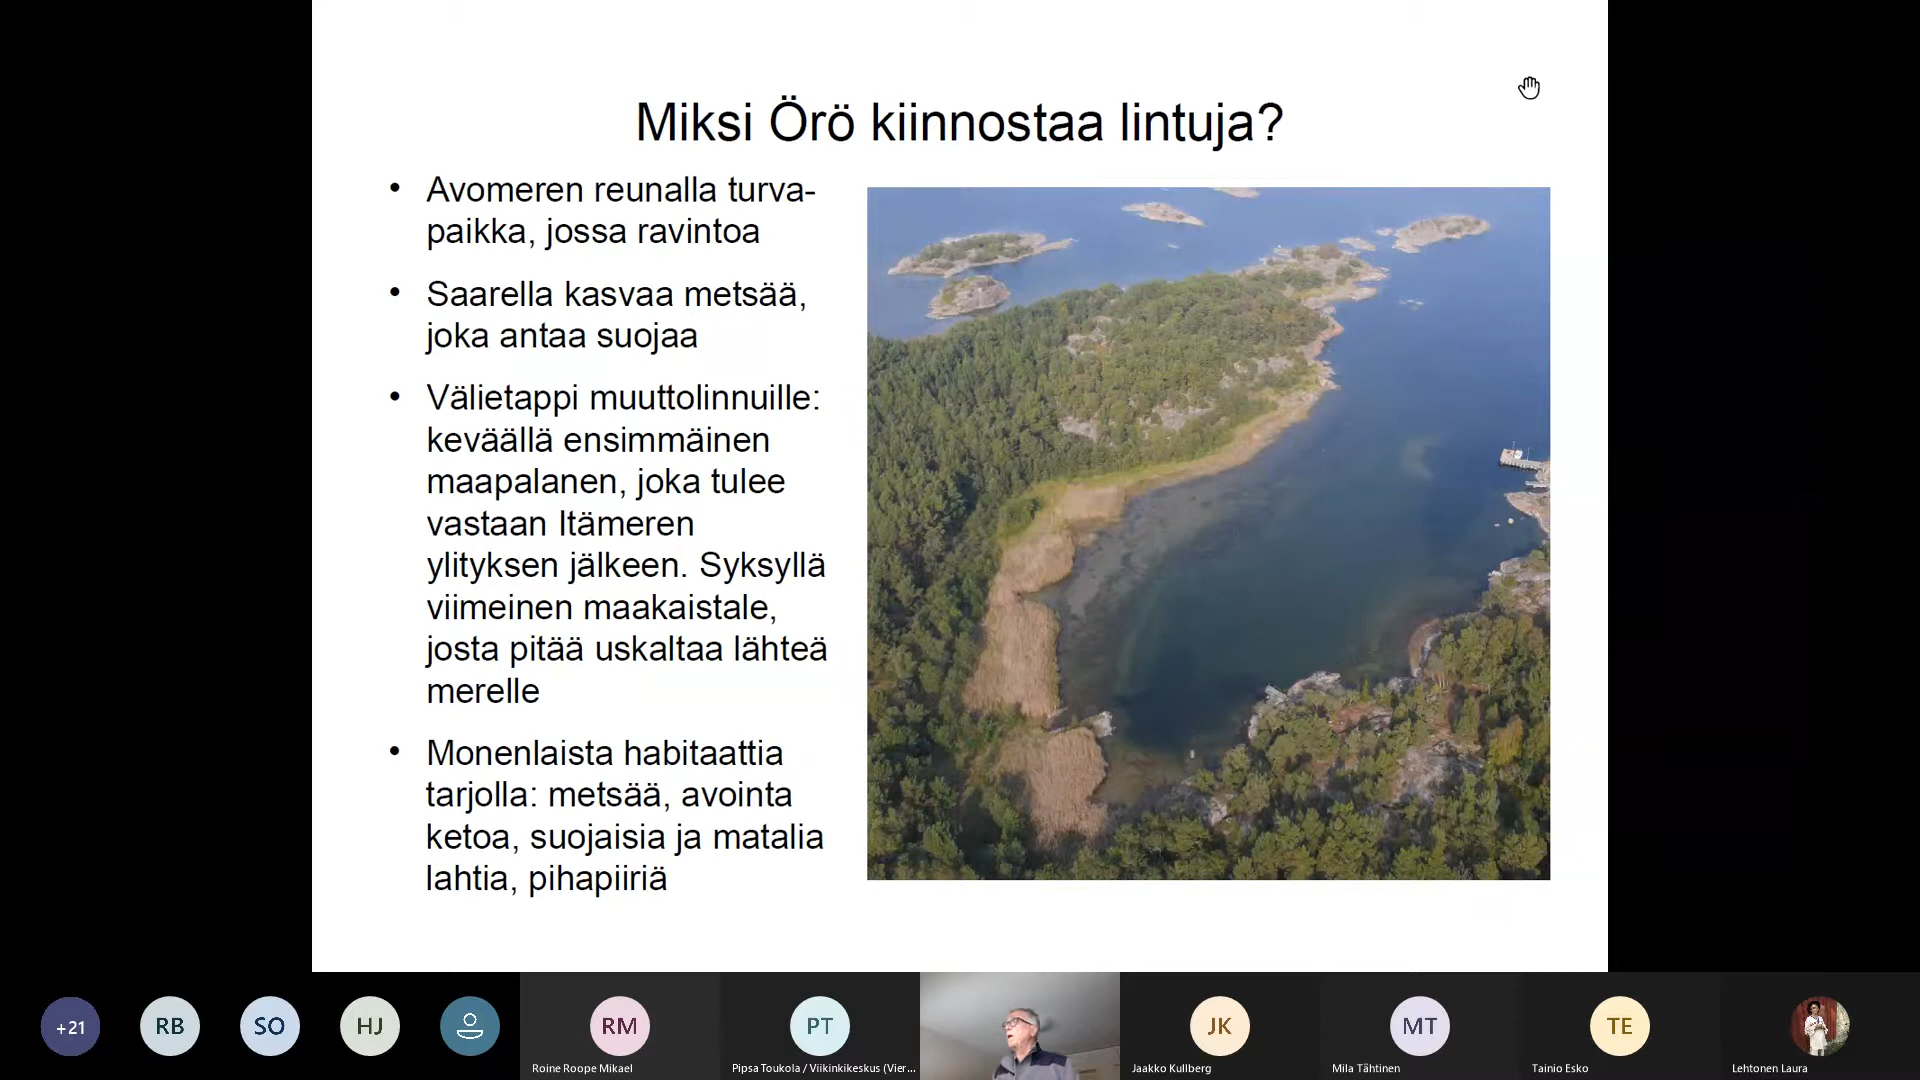 Miksi Örö kiinnostaa lintuja?
• Avomeren reunalla turva-
paikka, jossa ravintoa
• Saarella kasvaa metsää,
joka antaa suojaa
• Välietappi muuttolinnuille:
keväällä ensimmäinen
maapalanen, joka tulee
vastaan Itämeren
ylityksen jälkeen. Syksyllä
viimeinen maakaistale,
josta pitää uskaltaa lähteä
merelle
• Monenlaista habitaattia
tarjolla: metsää, avointa
ketoa, suojaisia ja matalia
lahtia, pihapiiriä
+21
RB
SO
HJ
RM
PT
JK
MT
TE
Roine Roope Mikael
Pipsa Toukola / Viikinkikeskus (Vier...
Jaakko Kullberg
Mila Tähtinen
Tainio Esko
Lehtonen Laura